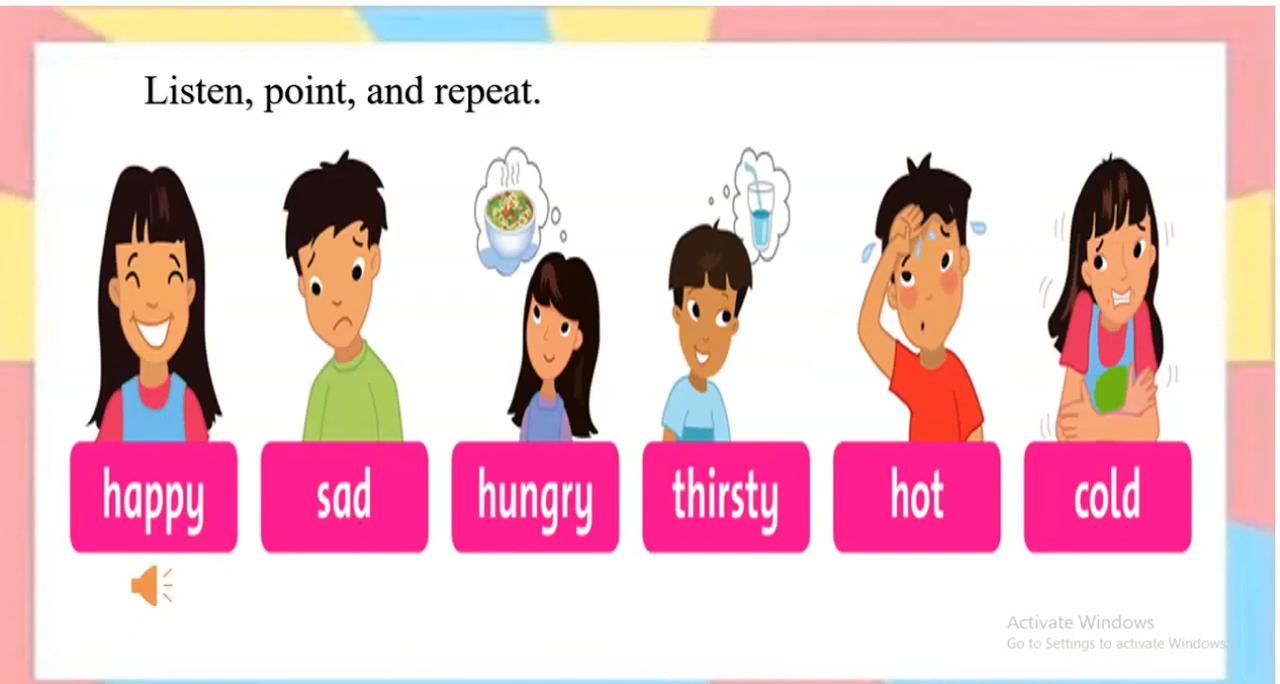 Listen, point, and repeat.
happy sad hungry thirsty hot cold
Activate Windows
Go to Settings to activate Windows.